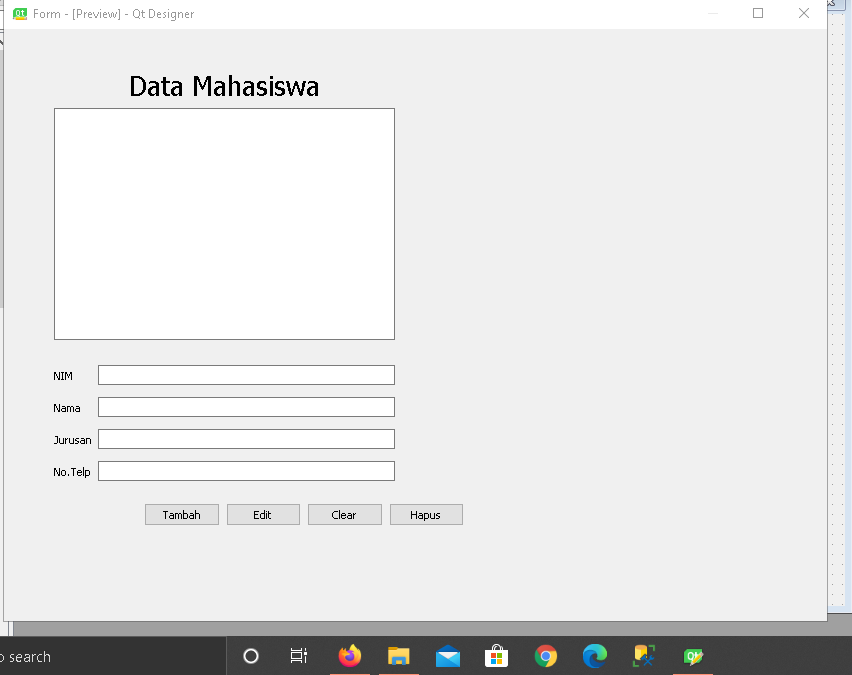 Form - [Preview] - Qt Designer
Data Mahasiswa
NIM
Nama
Jurusan
No.Telp
Tambah Edit Clear Hapus
o search